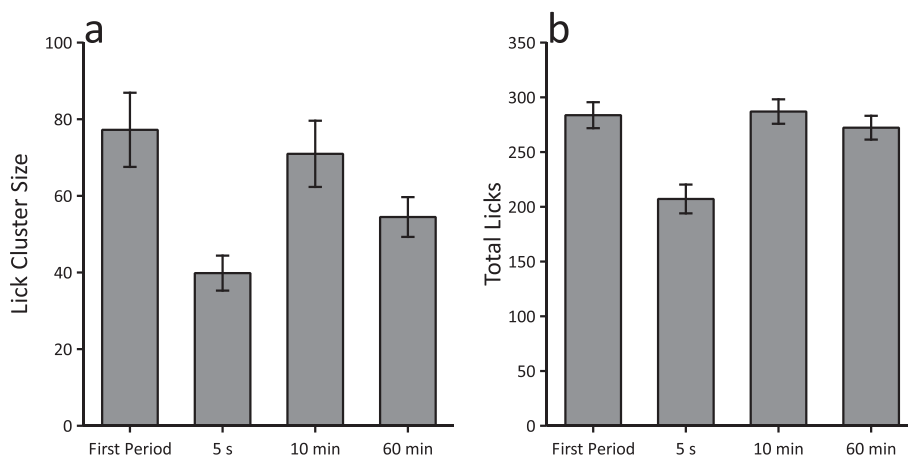 a
100
80
60
40
20
0
Lick Cluster Size
First Period
5 s
10 min
60 min
b
350
300
250
200
150
100
50
0
Total Licks
First Period
5 s
10 min
60 min